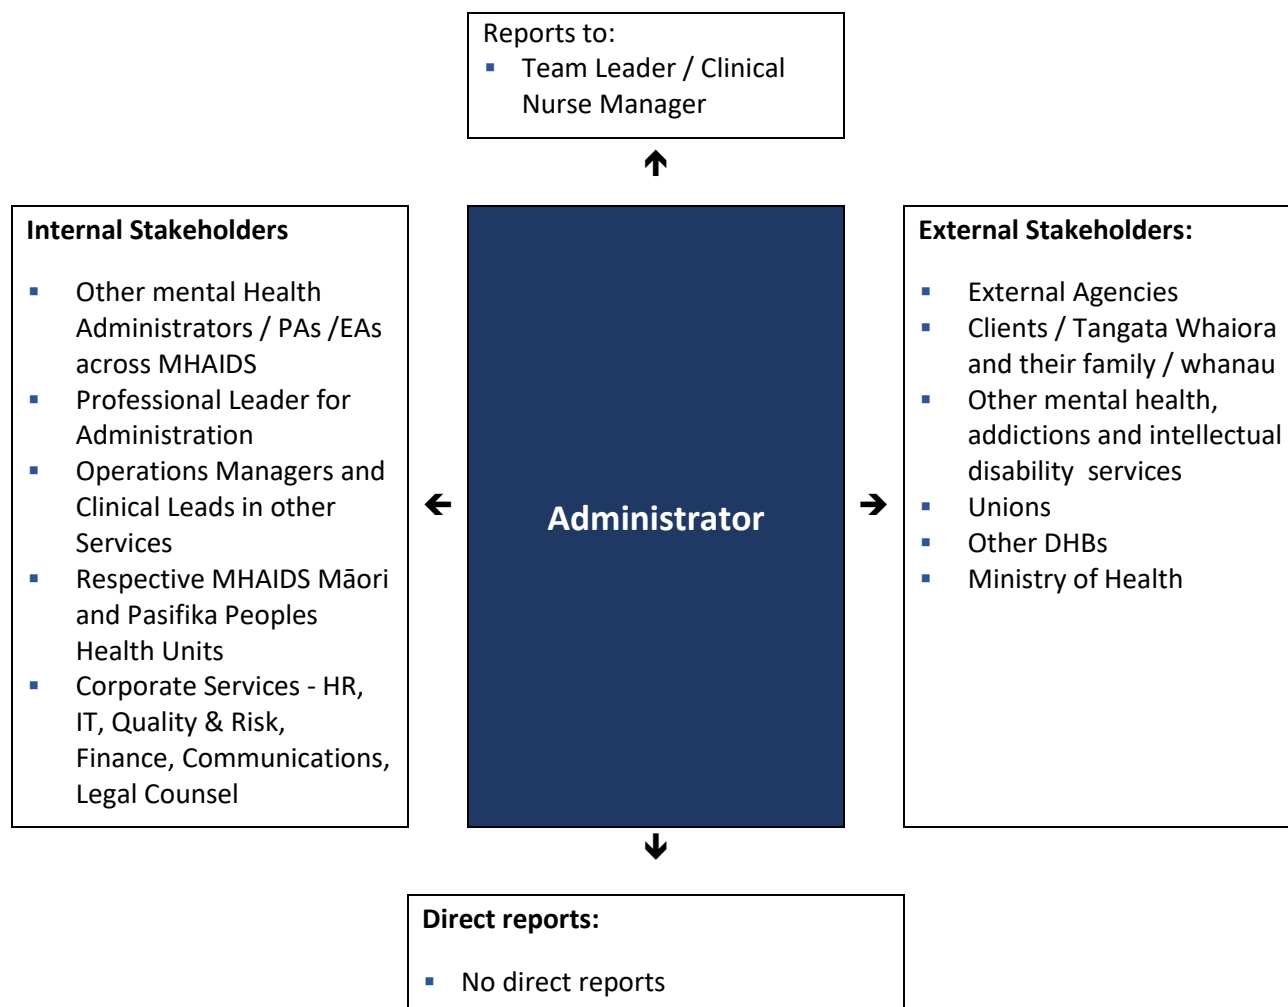 Reports to:
▪ Team Leader / Clinical
Nurse Manager
Internal Stakeholders
▪ Other mental Health
Administrators / PAs /EAs
across MHAIDS
▪ Professional Leader for
Administration
▪ Operations Managers and
Clinical Leads in other
Services
▪ Respective MHAIDS Māori
and Pasifika Peoples
Health Units
▪ Corporate Services - HR,
IT, Quality & Risk,
Finance, Communications,
Legal Counsel
Administrator
External Stakeholders:
▪ External Agencies
▪ Clients / Tangata Whaiora
and their family / whanau
▪ Other mental health,
addictions and intellectual
disability  services
▪ Unions
▪ Other DHBs
▪ Ministry of Health
Direct reports:
▪ No direct reports